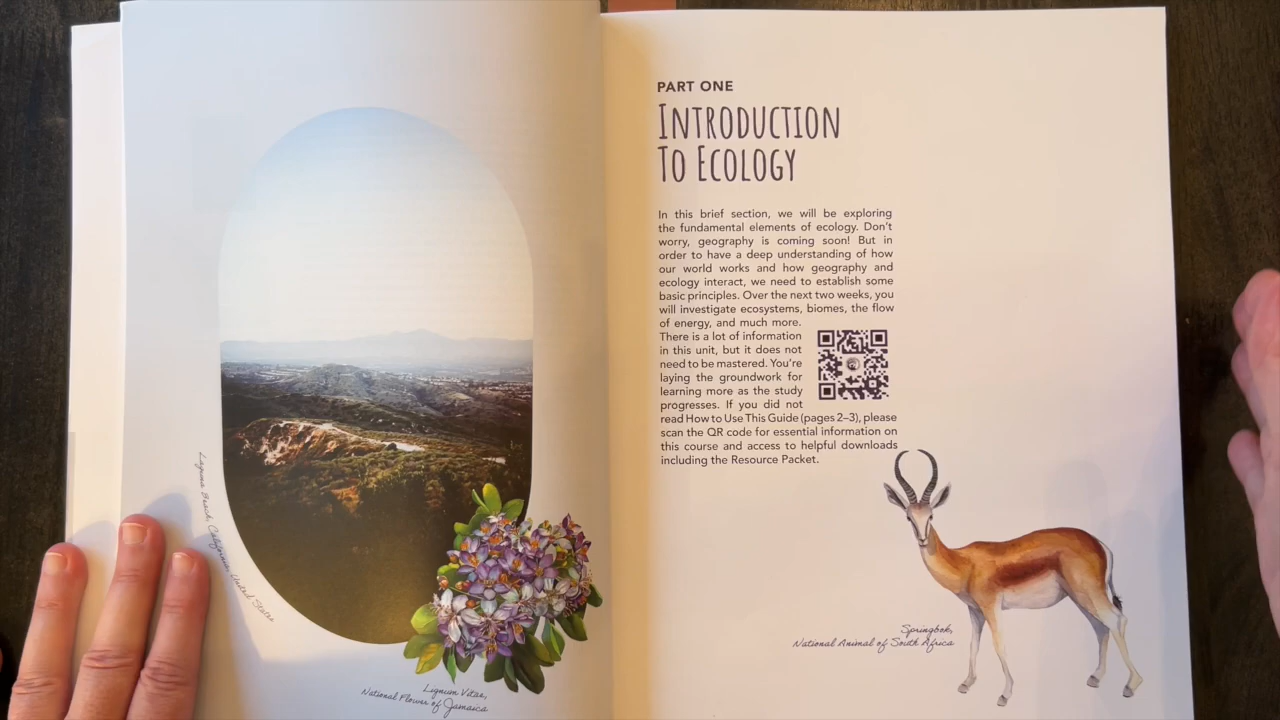 Laguna Beach, California, United States
Lignum Vitae,
National Flower of Jamaica
PART ONE
INTRODUCTION
TO ECOLOGY
In this brief section, we will be exploring
the fundamental elements of ecology. Don't
worry, geography is coming soon! But in
order to have a deep understanding of how
our world works and how geography and
ecology interact, we need to establish some
basic principles. Over the next two weeks, you
will investigate ecosystems, biomes, the flow
of energy, and much more.
There is a lot of information
in this unit, but it does not
need to be mastered. You're
laying the groundwork for
learning more as the study
progresses. If you did not
read How to Use This Guide (pages 2–3), please
scan the QR code for essential information on
this course and access to helpful downloads
including the Resource Packet.
Springbok,
National Animal of South Africa